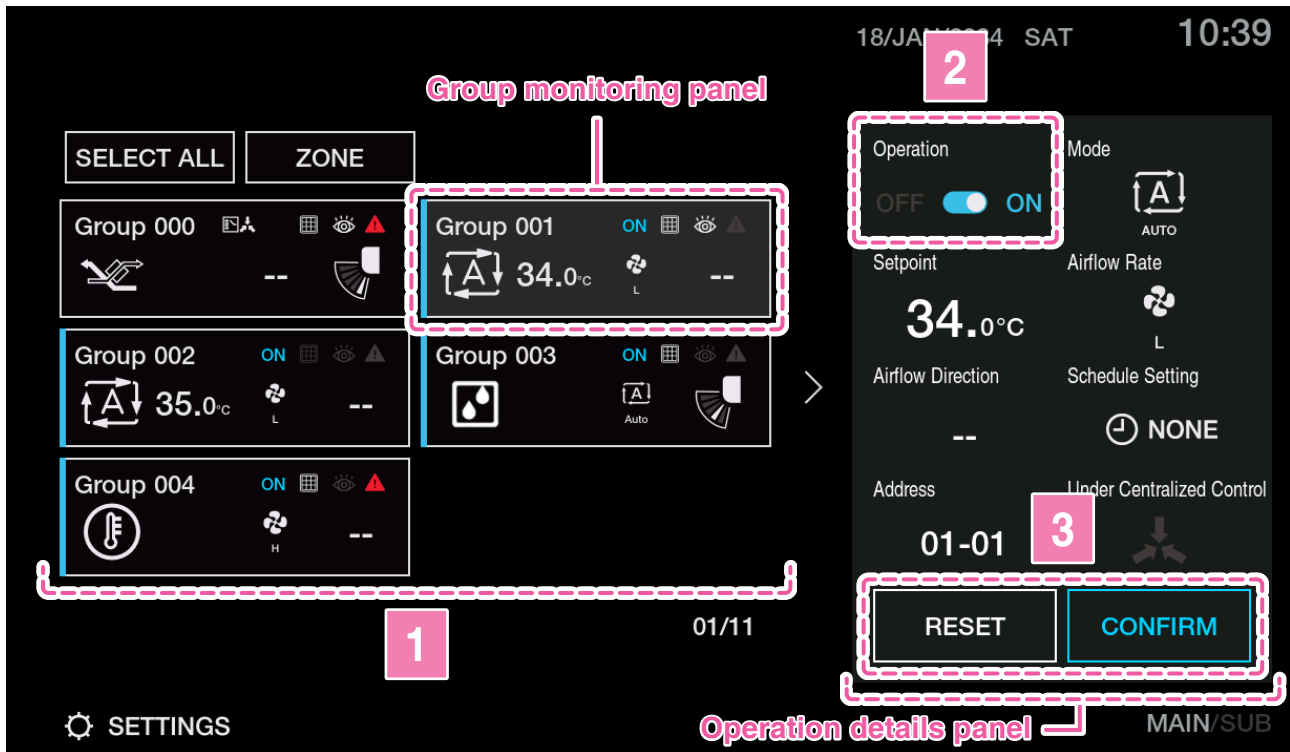 18/JAN/2034 SAT 10:39
2
Group monitoring panel
SELECT ALL ZONE
Operation
OFF ON
Mode
A
AUTO
Group 000
--
Group 001 ON
A 34.0°C L --
Setpoint
34.0°C
Airflow Rate
L
Group 002 ON
A 35.0°C L --
Group 003 ON
A
Auto
Airflow Direction
--
Schedule Setting
NONE
Group 004 ON
H --
Address
01-01
Under Centralized Control
3
1
01/11
RESET CONFIRM
SETTINGS
Operation details panel
MAIN/SUB